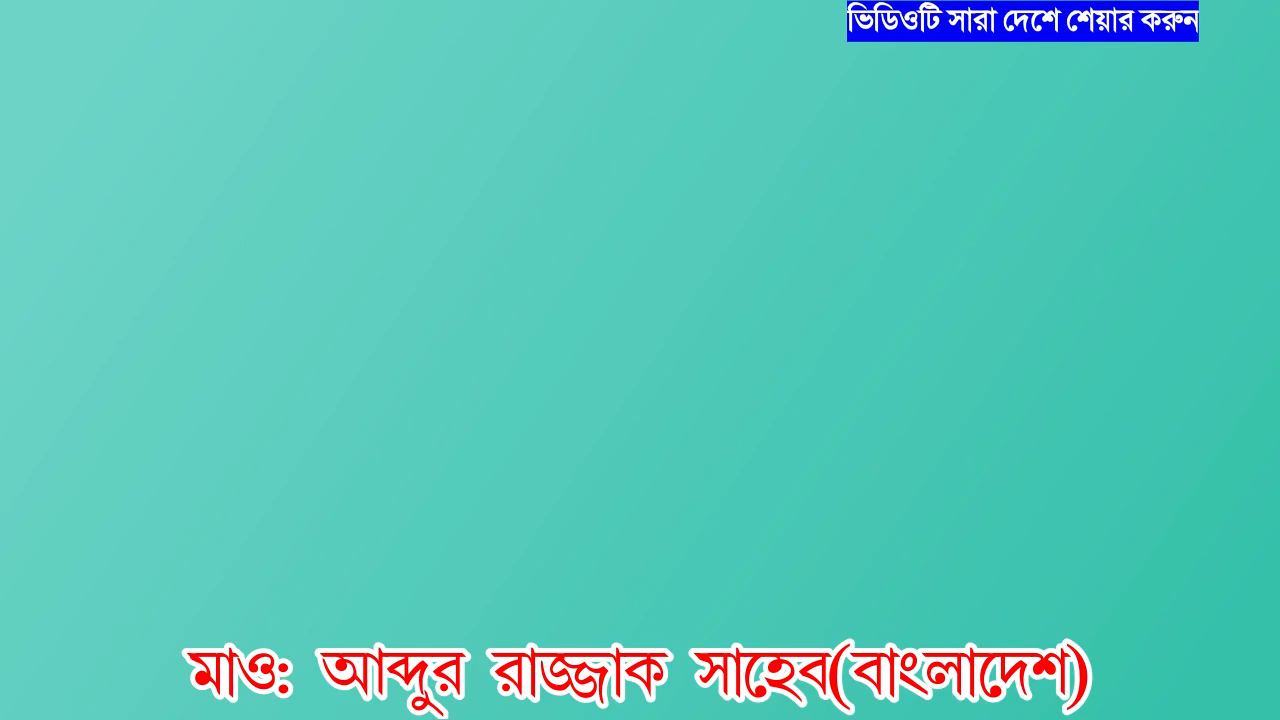 ভিডিওটি সারা দেশে শেয়ার করুন
মাও: আব্দুর রাজ্জাক সাহেব(বাংলাদেশ)